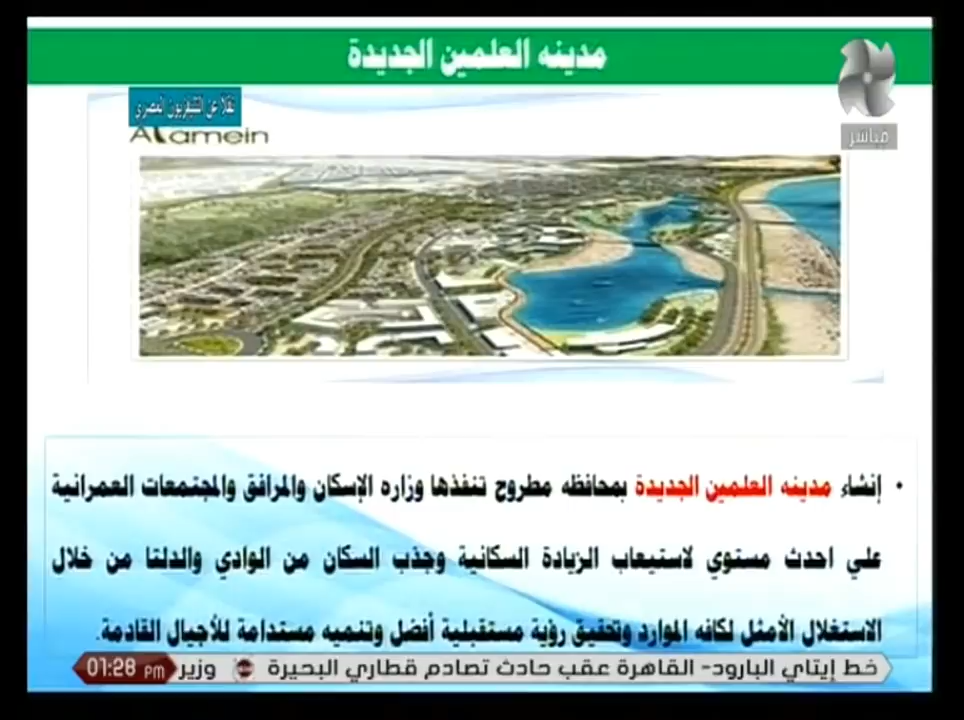 مدينه العلمين الجديدة
نقلا عن التليفزيون المصري
مباشر
Alamein
• إنشاء مدينه العلمين الجديدة بمحافظه مطروح تنفذها وزاره الإسكان والمرافق والمجتمعات العمرانية
علي احدث مستوي لاستيعاب الزيادة السكانية وجذب السكان من الوادي والدلتا من خلال
الاستغلال الأمثل لكافه الموارد وتحقيق رؤية مستقبلية أفضل وتنميه مستدامة للأجيال القادمة.
خط إيتاي البارود- القاهرة عقب حادث تصادم قطاري البحيرة وزير
01:28 PM